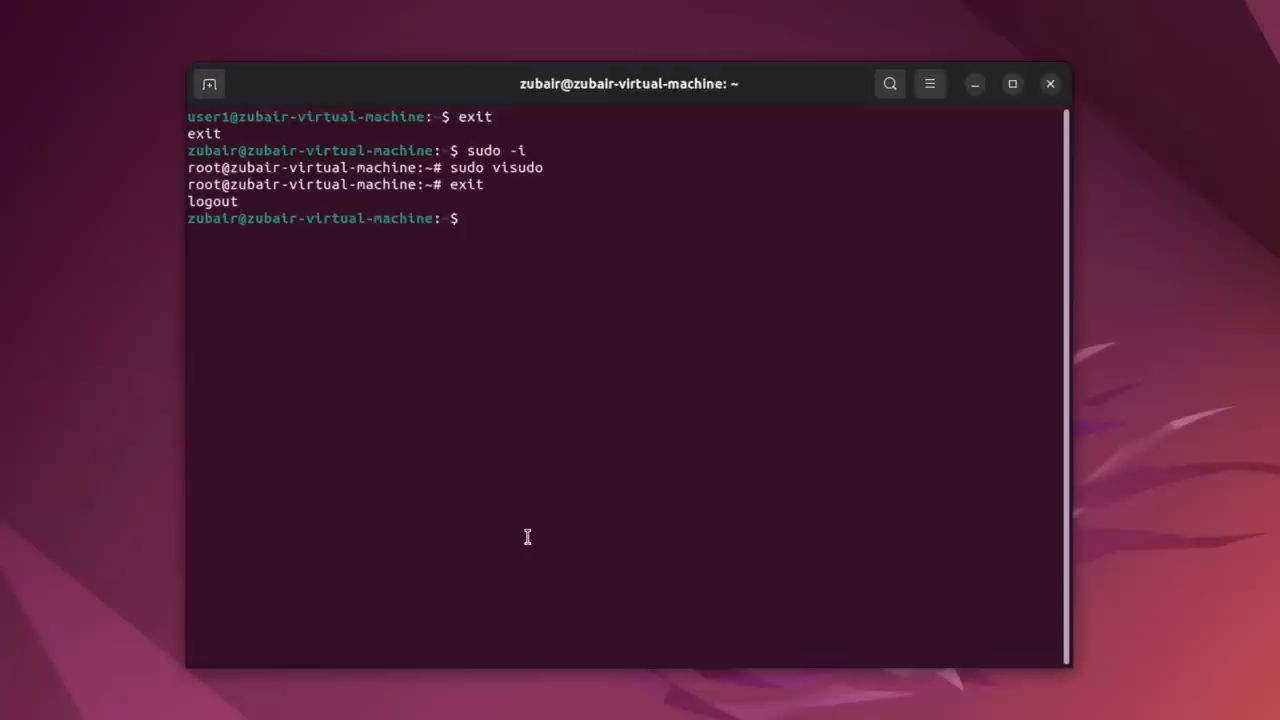 zubair@zubair-virtual-machine: ~
user1@zubair-virtual-machine:~$ exit
exit
zubair@zubair-virtual-machine:~$ sudo -i
root@zubair-virtual-machine:~# sudo visudo
root@zubair-virtual-machine:~# exit
logout
zubair@zubair-virtual-machine:~$